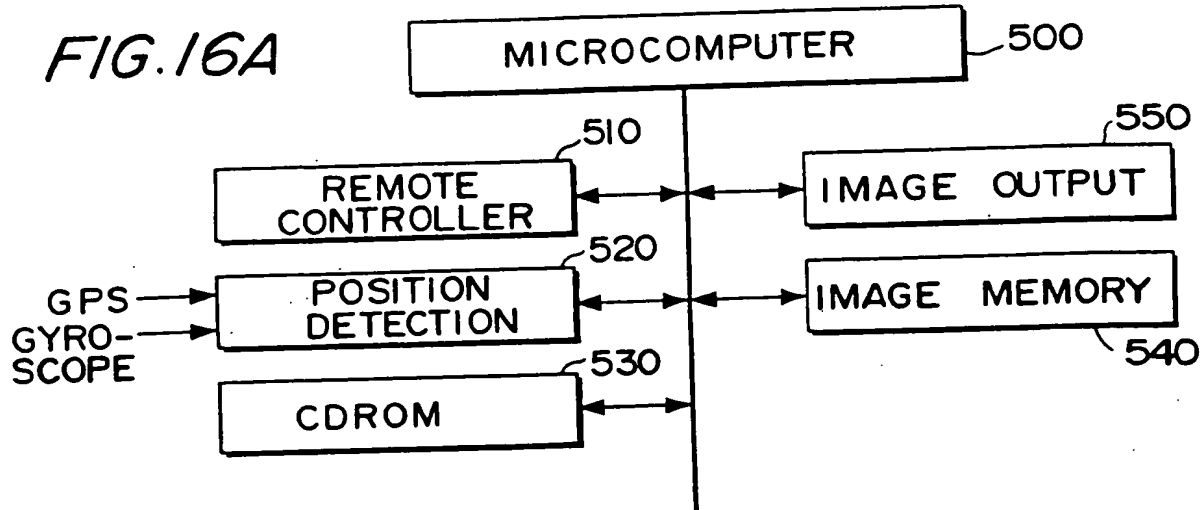 FIG.16A
MICROCOMPUTER
500
510
REMOTE
CONTROLLER
550
IMAGE OUTPUT
520
GPS
GYRO-
SCOPE
POSITION
DETECTION
IMAGE MEMORY
540
530
CDROM